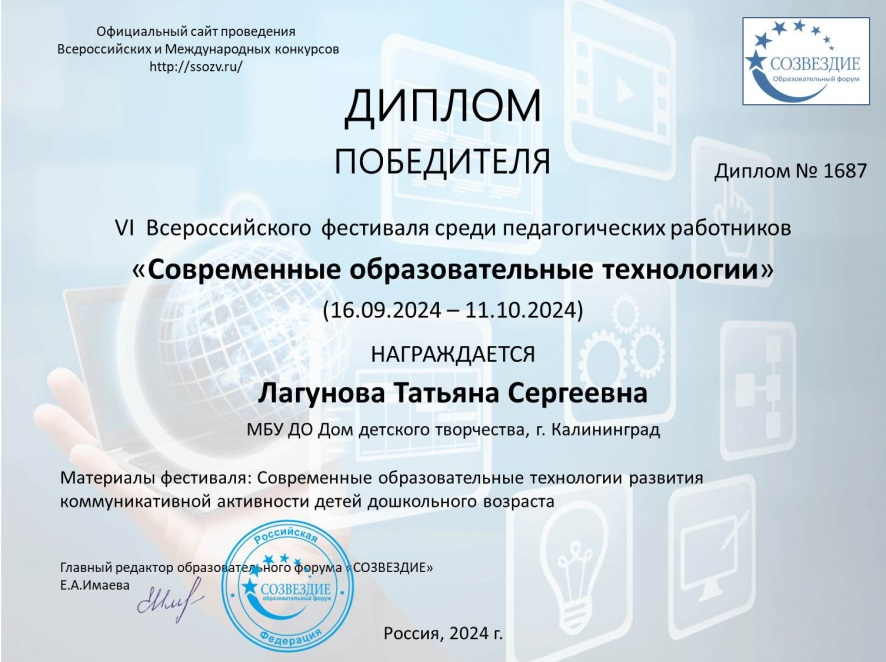 Официальный сайт проведения
Всероссийских и Международных конкурсов
http://ssozv.ru/
СОЗВЕЗДИЕ
Образовательный форум
ДИПЛОМ
ПОБЕДИТЕЛЯ
Диплом № 1687
VI Всероссийского фестиваля среди педагогических работников
«Современные образовательные технологии»
(16.09.2024 – 11.10.2024)
НАГРАЖДАЕТСЯ
Лагунова Татьяна Сергеевна
МБУ ДО Дом детского творчества, г. Калининград
Материалы фестиваля: Современные образовательные технологии развития
коммуникативной активности детей дошкольного возраста
Главный редактор образовательного форума «СОЗВЕЗДИЕ»
Е.А.Имаева
Российская
СОЗВЕЗДИЕ
образовательный форум
Федерация
Россия, 2024 г.